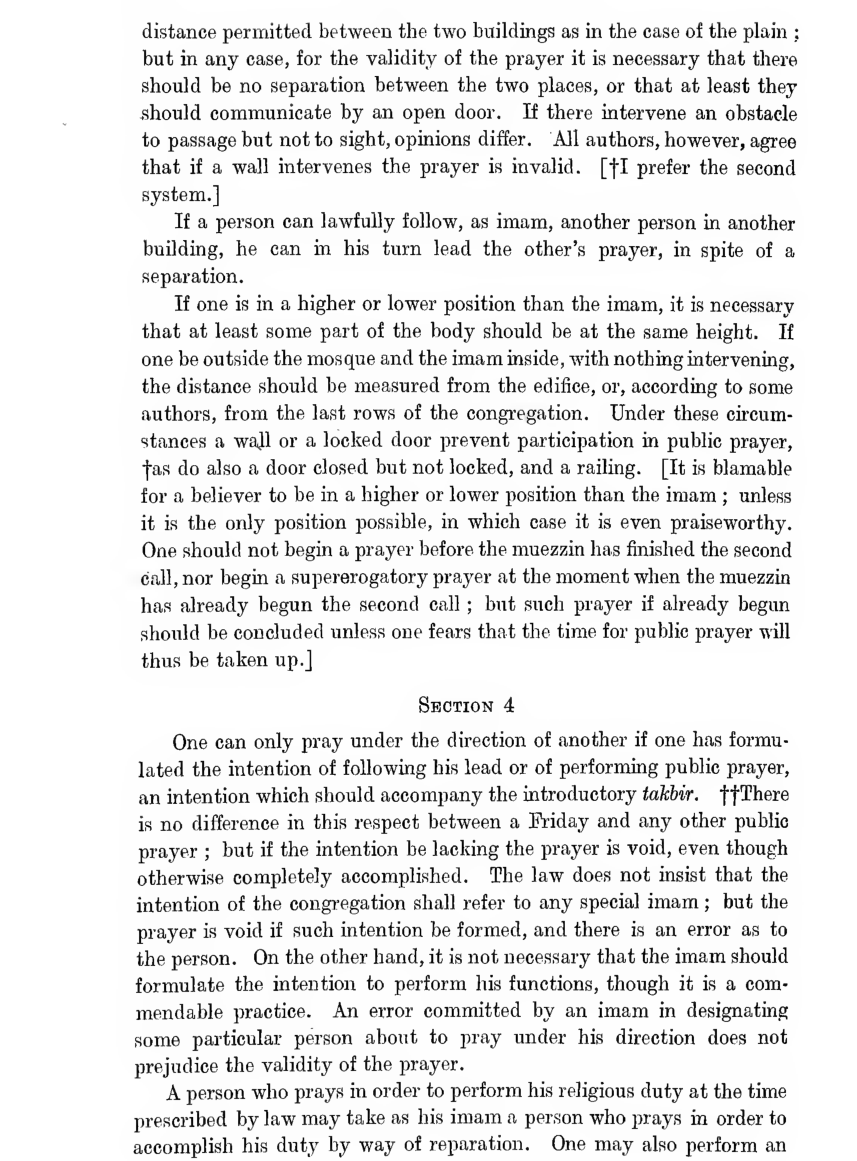 distance permitted between the two buildings as in the case of the plain ;
but in any case, for the validity of the prayer it is necessary that there
should be no separation between the two places, or that at least they
should communicate by an open door. If there intervene an obstacle
to passage but not to sight, opinions differ. All authors, however, agree
that if a wall intervenes the prayer is invalid. [†I prefer the second
system.]
If a person can lawfully follow, as imam, another person in another
building, he can in his turn lead the other's prayer, in spite of a
separation.
If one is in a higher or lower position than the imam, it is necessary
that at least some part of the body should be at the same height. If
one be outside the mosque and the imam inside, with nothing intervening,
the distance should be measured from the edifice, or, according to some
authors, from the last rows of the congregation. Under these circum-
stances a wall or a locked door prevent participation in public prayer,
†as do also a door closed but not locked, and a railing. [It is blamable
for a believer to be in a higher or lower position than the imam ; unless
it is the only position possible, in which case it is even praiseworthy.
One should not begin a prayer before the muezzin has finished the second
call, nor begin a supererogatory prayer at the moment when the muezzin
has already begun the second call ; but such prayer if already begun
should be concluded unless one fears that the time for public prayer will
thus be taken up.]
SECTION 4
One can only pray under the direction of another if one has formu-
lated the intention of following his lead or of performing public prayer,
an intention which should accompany the introductory takbir. ††There
is no difference in this respect between a Friday and any other public
prayer ; but if the intention be lacking the prayer is void, even though
otherwise completely accomplished. The law does not insist that the
intention of the congregation shall refer to any special imam ; but the
prayer is void if such intention be formed, and there is an error as to
the person. On the other hand, it is not necessary that the imam should
formulate the intention to perform his functions, though it is a com-
mendable practice. An error committed by an imam in designating
some particular person about to pray under his direction does not
prejudice the validity of the prayer.
A person who prays in order to perform his religious duty at the time
prescribed by law may take as his imam a person who prays in order to
accomplish his duty by way of reparation. One may also perform an